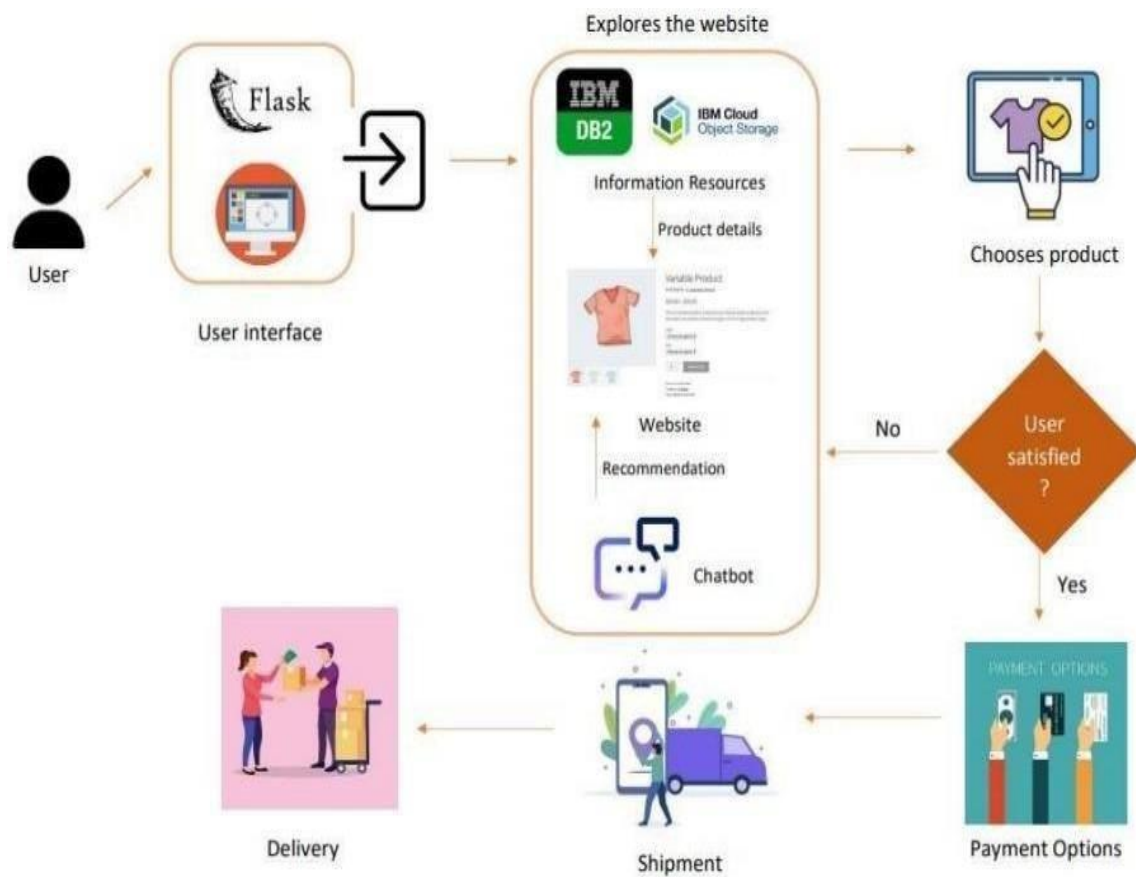 Explores the website
Flask
IBM
DB2
IBM Cloud
Object Storage
Information Resources
Product details
Variable Product
Website
Recommendation
Chatbot
User
User interface
Chooses product
User
satisfied
?
No
Yes
PAYMENT OPTIONS
Payment Options
Shipment
Delivery